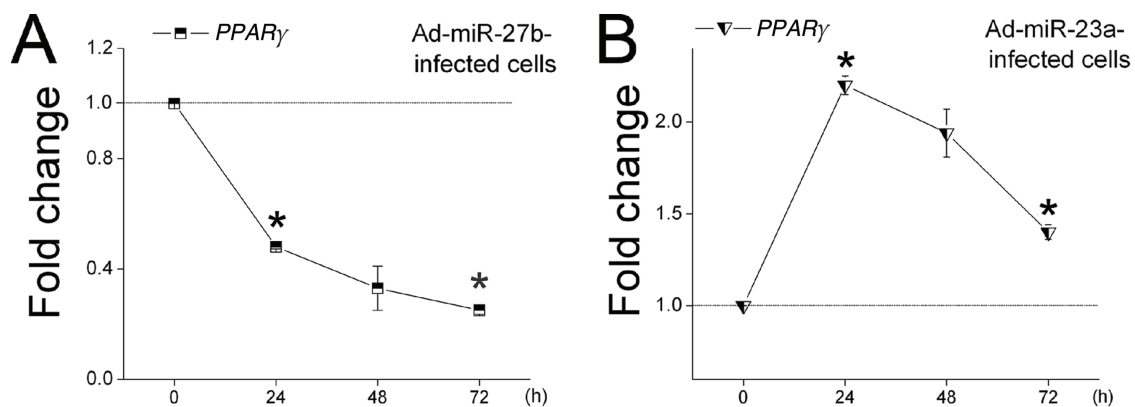 A
PPARγ
Ad-miR-27b-
infected cells
Fold change
1.2
1.0
0.8
0.4
0.0
0 24 48 72 (h)
*
*
B
PPARγ
Ad-miR-23a-
infected cells
Fold change
2.0
1.5
1.0
0 24 48 72 (h)
*
*